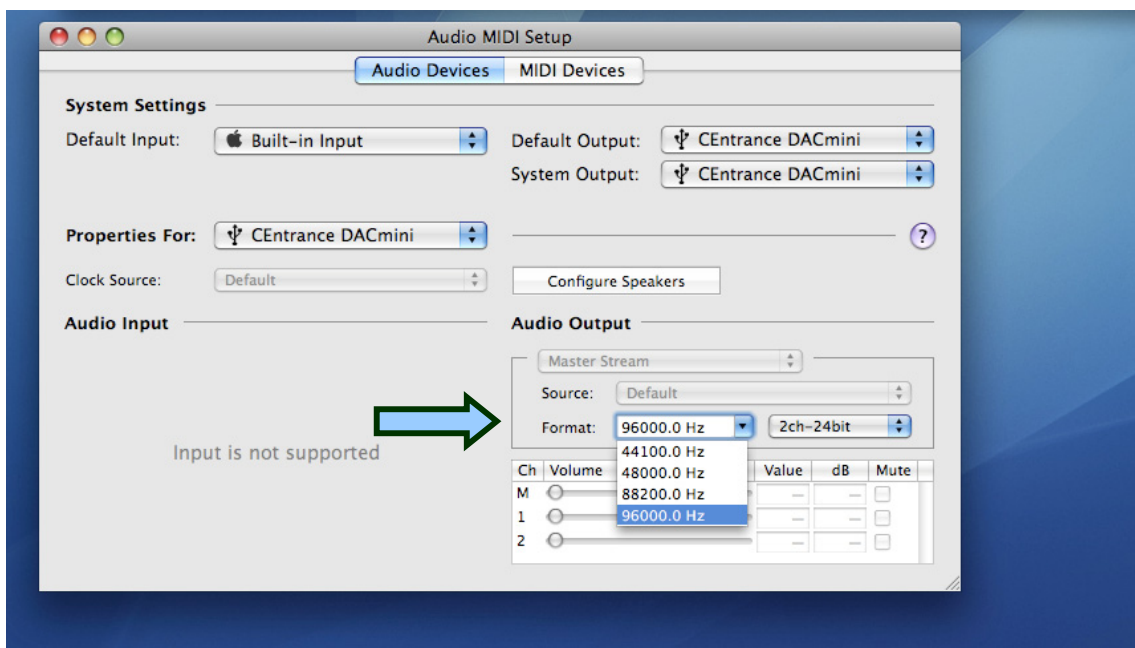 Audio MIDI Setup
Audio Devices MIDI Devices
System Settings
Default Input: Built-in Input
Default Output: CEntrance DACmini
System Output: CEntrance DACmini
Properties For: CEntrance DACmini ?
Clock Source: Default
Configure Speakers
Audio Input
Input is not supported
Audio Output
Master Stream
Source: Default
Format: 96000.0 Hz 2ch-24bit
44100.0 Hz
48000.0 Hz
88200.0 Hz
96000.0 Hz
Ch Volume Value dB Mute
M — —
1 — —
2 — —